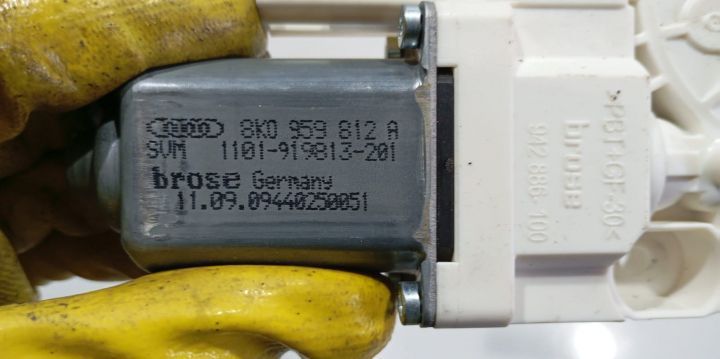 8K0 959 812 A
SVM 1101-919813-201
brose Germany
11.09.09440250051
>PBT-GF-30<
brose
942 886-100